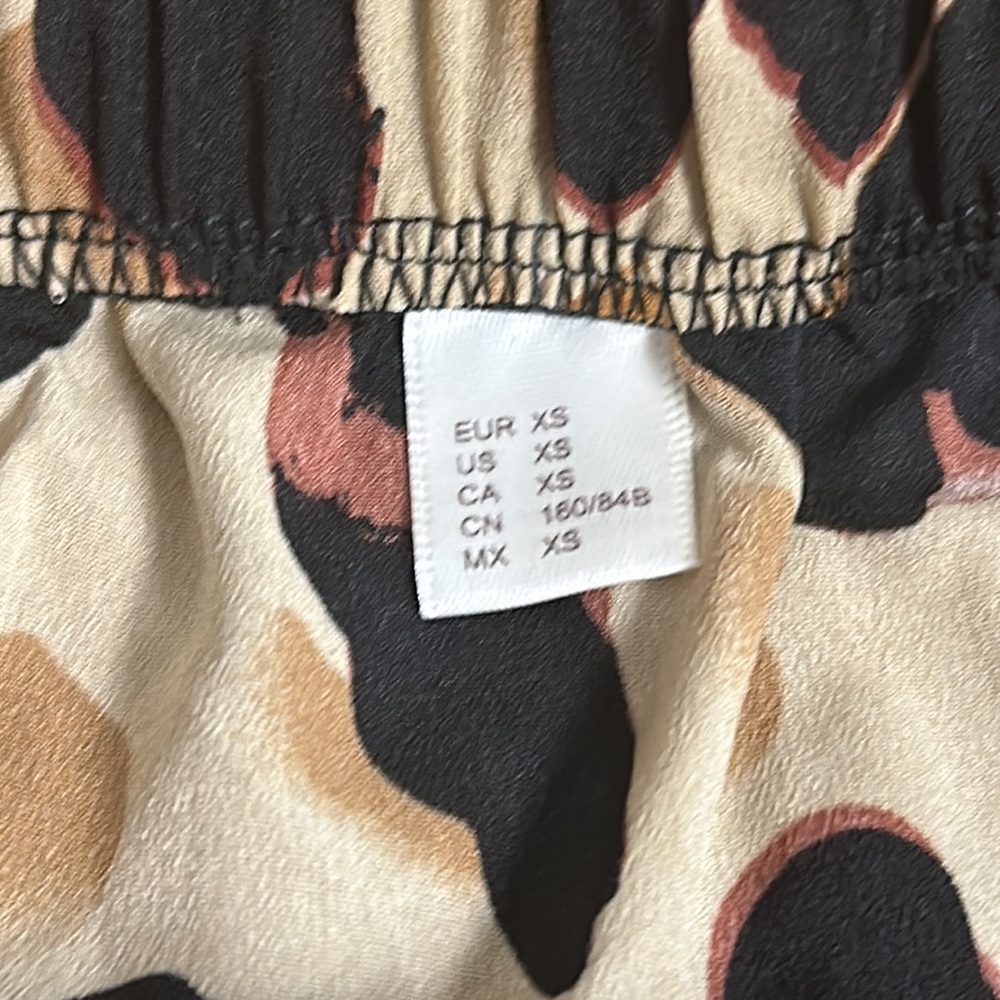 EUR XS
US XS
CA XS
CN 160/84B
MX XS